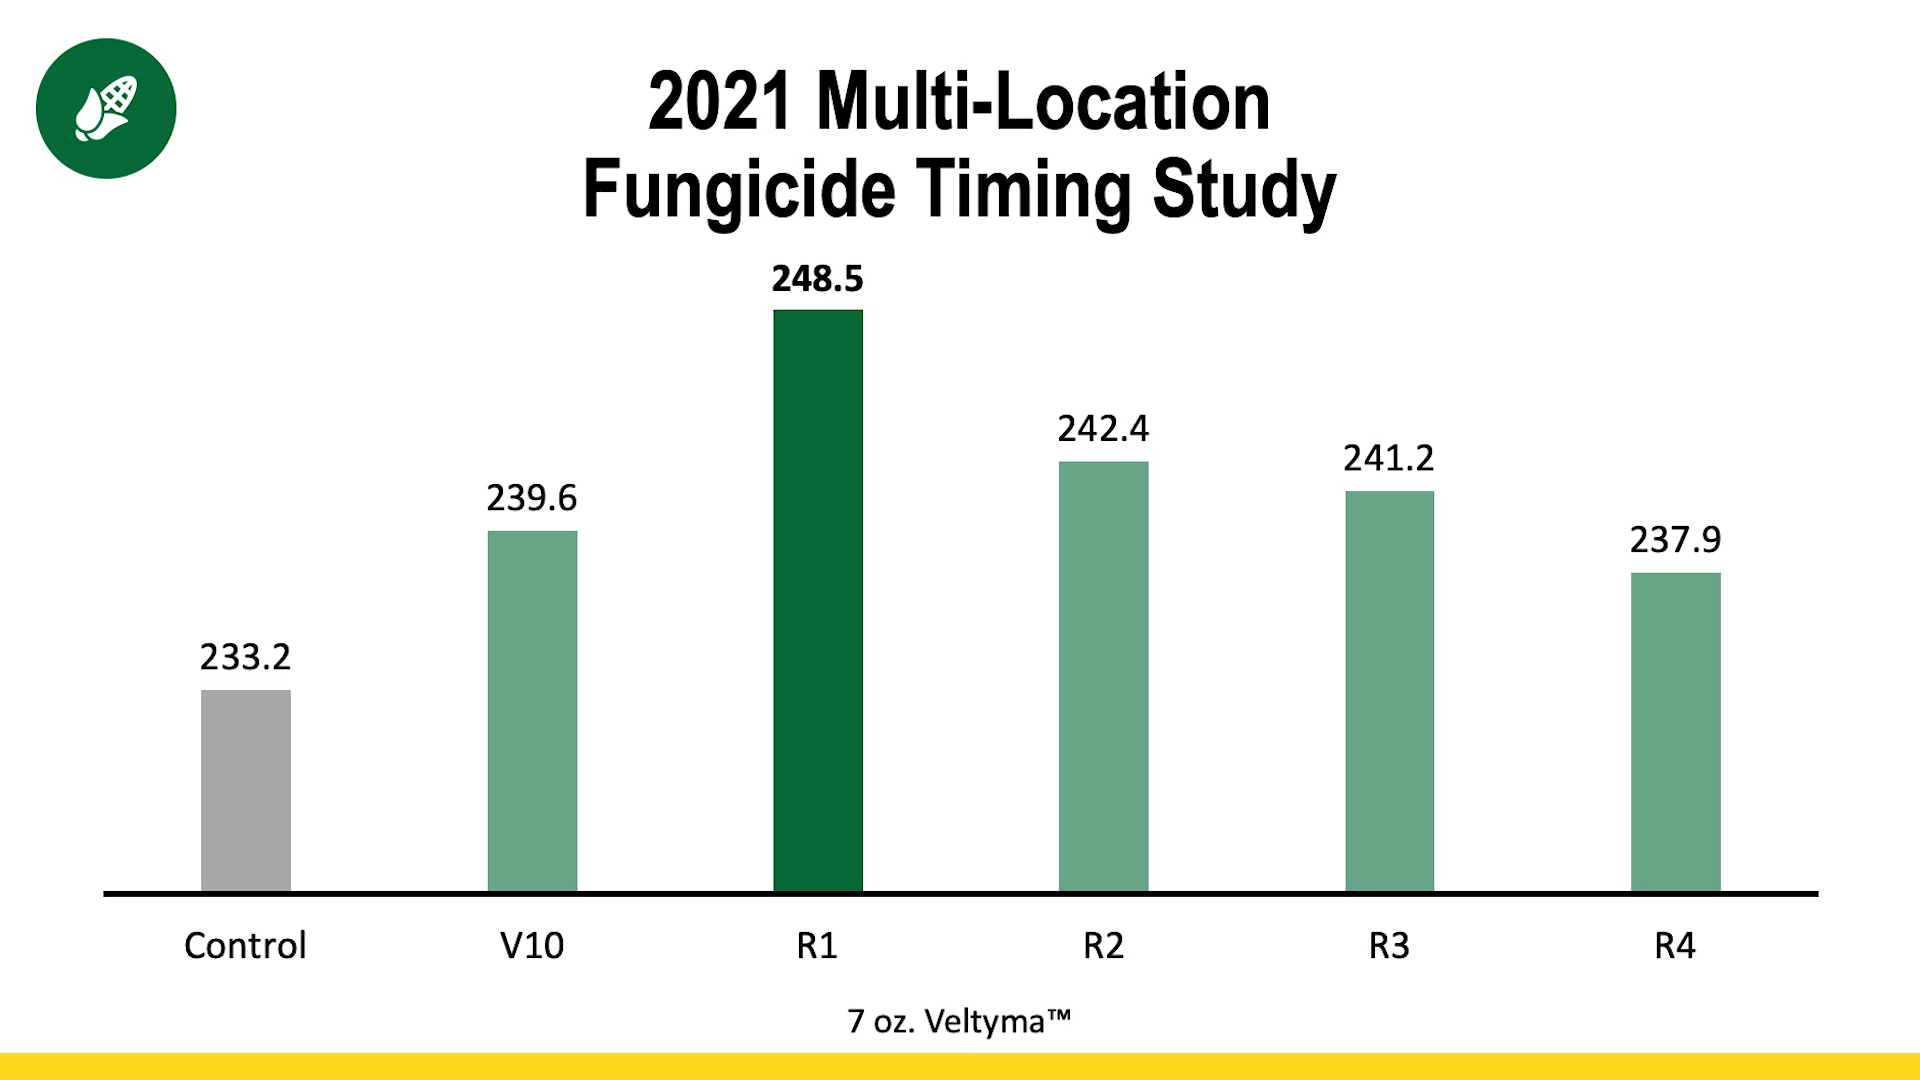 2021 Multi-Location
Fungicide Timing Study
248.5
242.4
241.2
239.6
237.9
233.2
Control V10 R1 R2 R3 R4
7 oz. Veltyma™